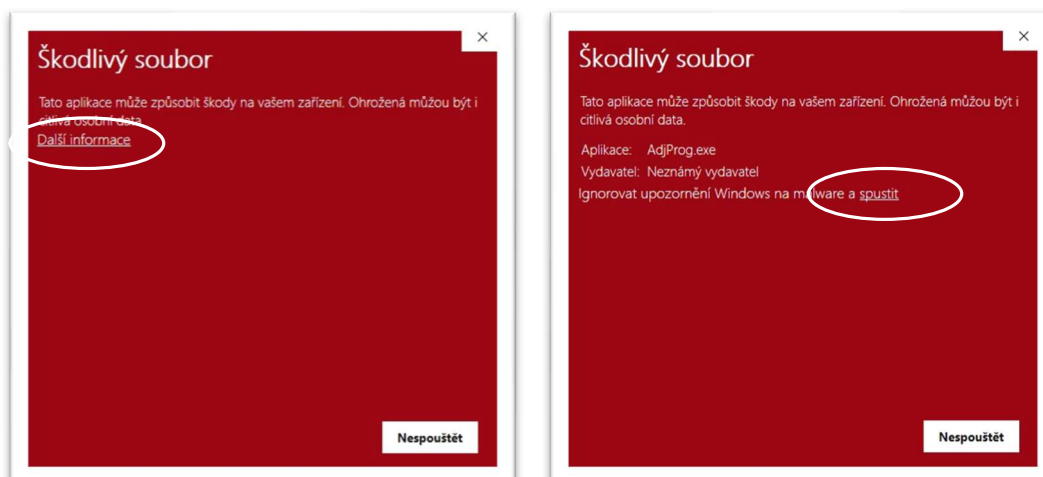 Škodlivý soubor
Tato aplikace může způsobit škody na vašem zařízení. Ohrožená můžou být i
citlivá osobní data.
Další informace
Nespouštět
Škodlivý soubor
Tato aplikace může způsobit škody na vašem zařízení. Ohrožená můžou být i
citlivá osobní data.
Aplikace: AdjProg.exe
Vydavatel: Neznámý vydavatel
Ignorovat upozornění Windows na malware a spustit
Nespouštět